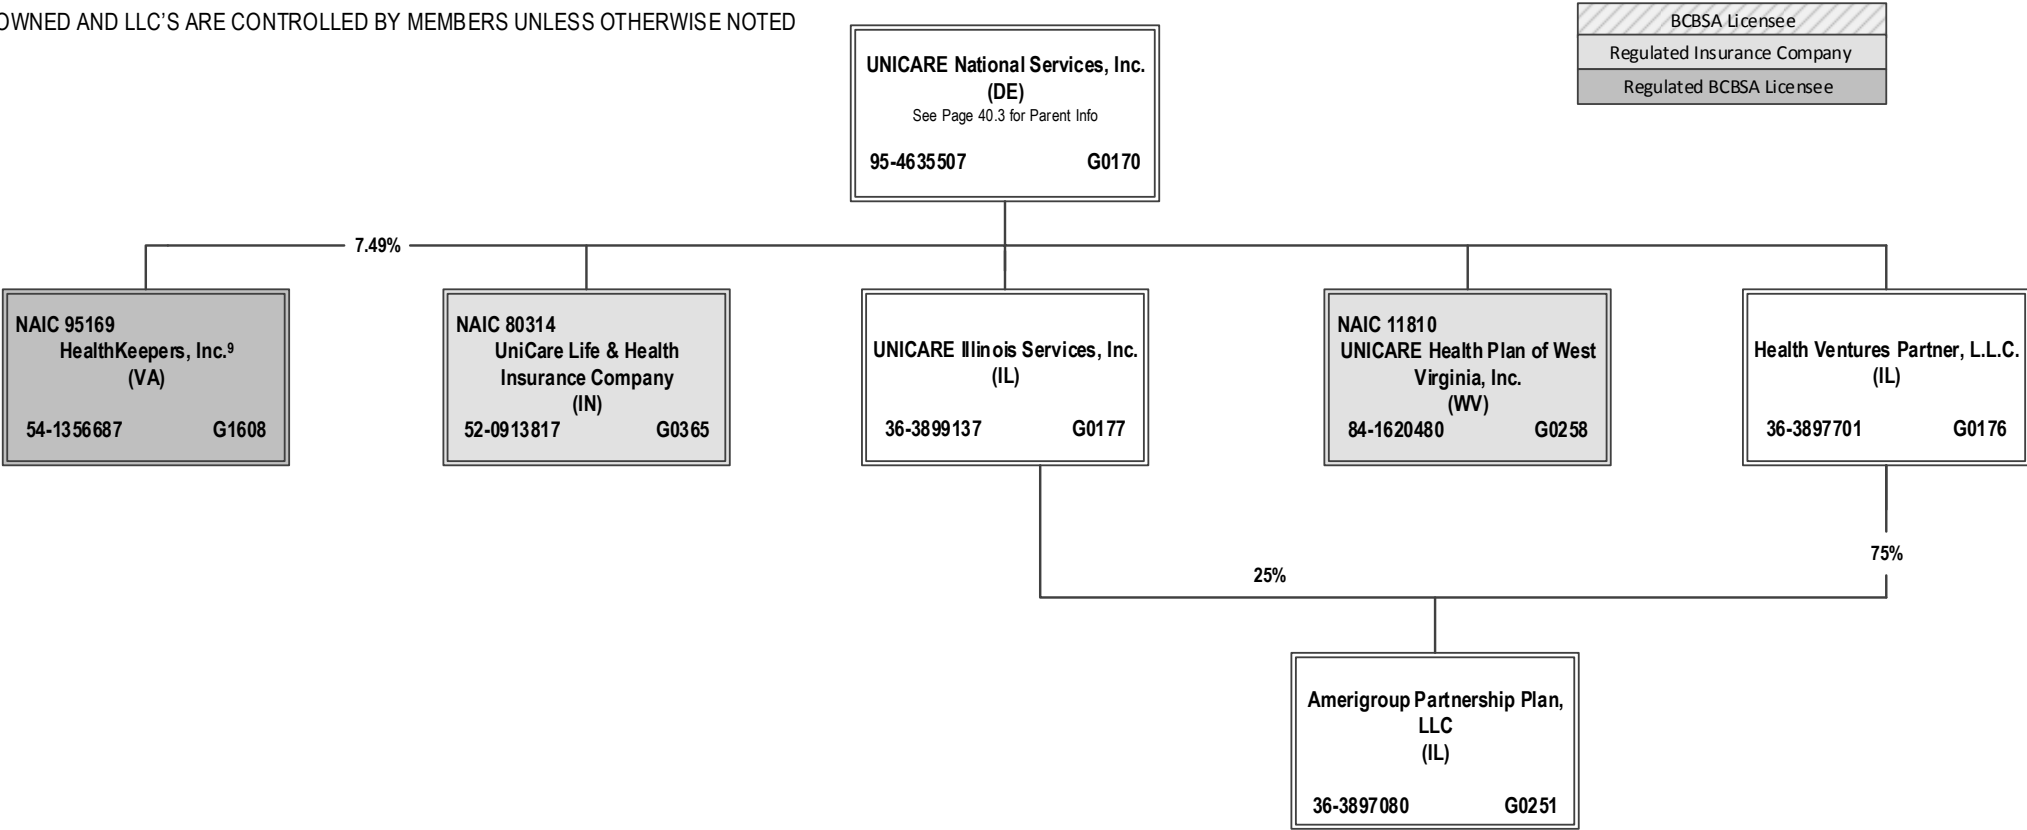 OWNED AND LLC'S ARE CONTROLLED BY MEMBERS UNLESS OTHERWISE NOTED
BCBSA Licensee
Regulated Insurance Company
Regulated BCBSA Licensee
UNICARE National Services, Inc.
(DE)
See Page 40.3 for Parent Info
95-4635507 G0170
7.49%
NAIC 95169
HealthKeepers, Inc.⁹
(VA)
54-1356687 G1608
NAIC 80314
UniCare Life & Health
Insurance Company
(IN)
52-0913817 G0365
UNICARE Illinois Services, Inc.
(IL)
36-3899137 G0177
NAIC 11810
UNICARE Health Plan of West
Virginia, Inc.
(WV)
84-1620480 G0258
Health Ventures Partner, L.L.C.
(IL)
36-3897701 G0176
25%
75%
Amerigroup Partnership Plan,
LLC
(IL)
36-3897080 G0251